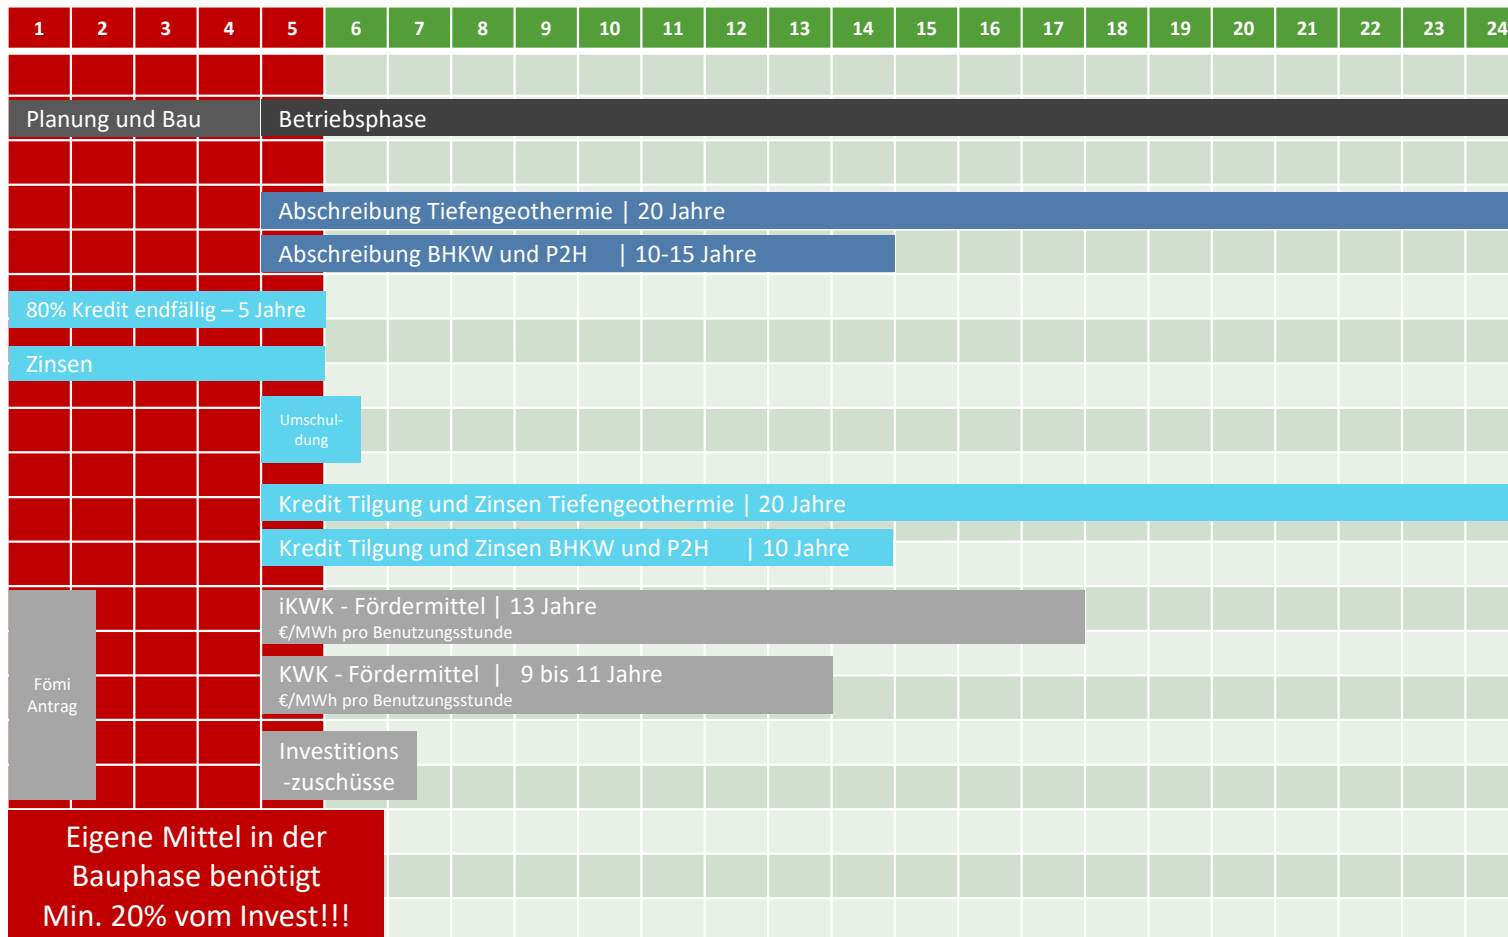 1 2 3 4 5 6 7 8 9 10 11 12 13 14 15 16 17 18 19 20 21 22 23 24
Planung und Bau Betriebsphase
Abschreibung Tiefengeothermie | 20 Jahre
Abschreibung BHKW und P2H | 10-15 Jahre
80% Kredit endfällig – 5 Jahre
Zinsen
Umschul-
dung
Kredit Tilgung und Zinsen Tiefengeothermie | 20 Jahre
Kredit Tilgung und Zinsen BHKW und P2H | 10 Jahre
Fömi
Antrag
iKWK - Fördermittel | 13 Jahre
€/MWh pro Benutzungsstunde
KWK - Fördermittel | 9 bis 11 Jahre
€/MWh pro Benutzungsstunde
Investitions
-zuschüsse
Eigene Mittel in der
Bauphase benötigt
Min. 20% vom Invest!!!